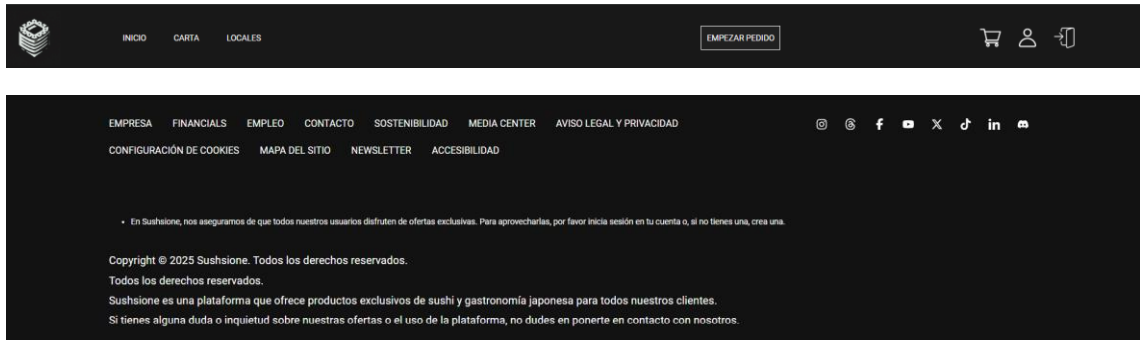 INICIO CARTA LOCALES EMPEZAR PEDIDO
EMPRESA FINANCIALS EMPLEO CONTACTO SOSTENIBILIDAD MEDIA CENTER AVISO LEGAL Y PRIVACIDAD
CONFIGURACIÓN DE COOKIES MAPA DEL SITIO NEWSLETTER ACCESIBILIDAD
• En Sushsione, nos aseguramos de que todos nuestros usuarios disfruten de ofertas exclusivas. Para aprovecharlas, por favor inicia sesión en tu cuenta o, si no tienes una, crea una.
Copyright © 2025 Sushsione. Todos los derechos reservados.
Todos los derechos reservados.
Sushsione es una plataforma que ofrece productos exclusivos de sushi y gastronomía japonesa para todos nuestros clientes.
Si tienes alguna duda o inquietud sobre nuestras ofertas o el uso de la plataforma, no dudes en ponerte en contacto con nosotros.